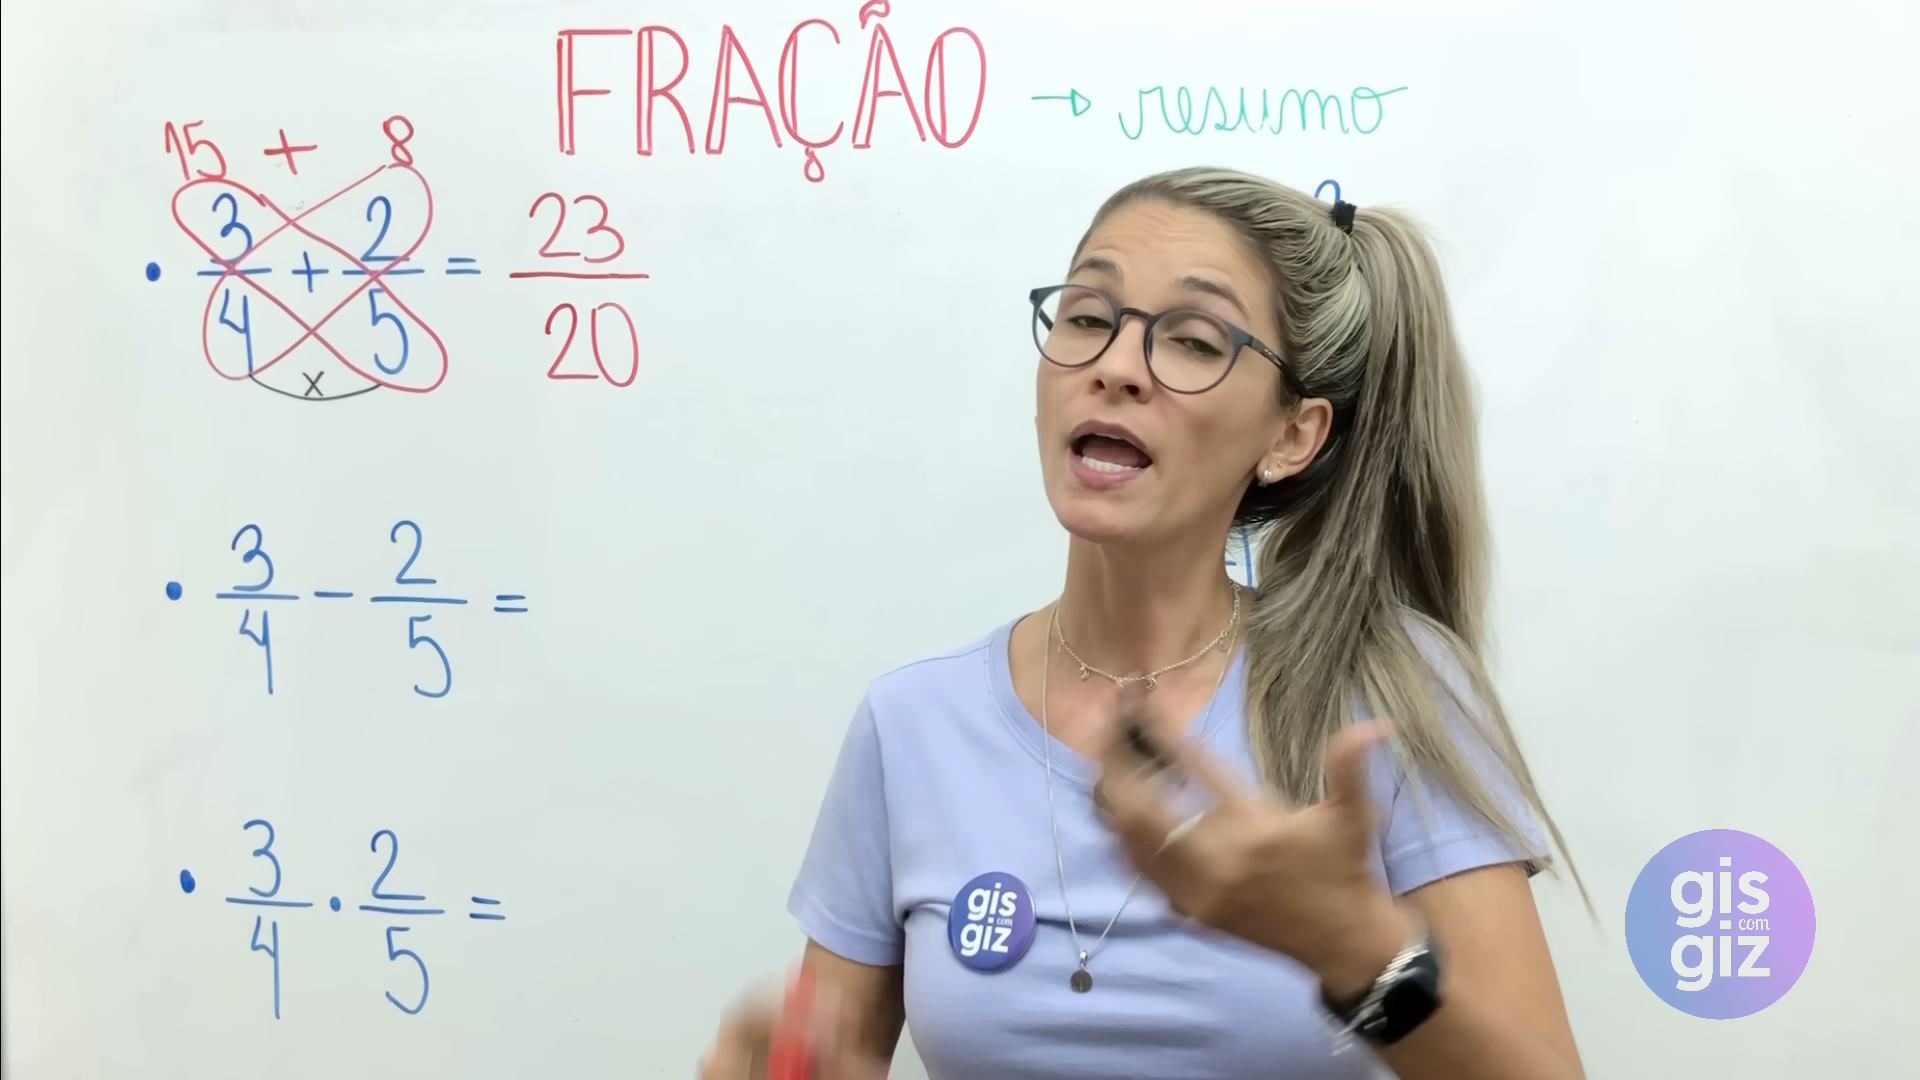 FRAÇÃO → resumo
15 + 8
3/4 + 2/5 = 23/20
x
3/4 - 2/5 =
3/4 · 2/5 =
gis
com
giz
gis
com
giz